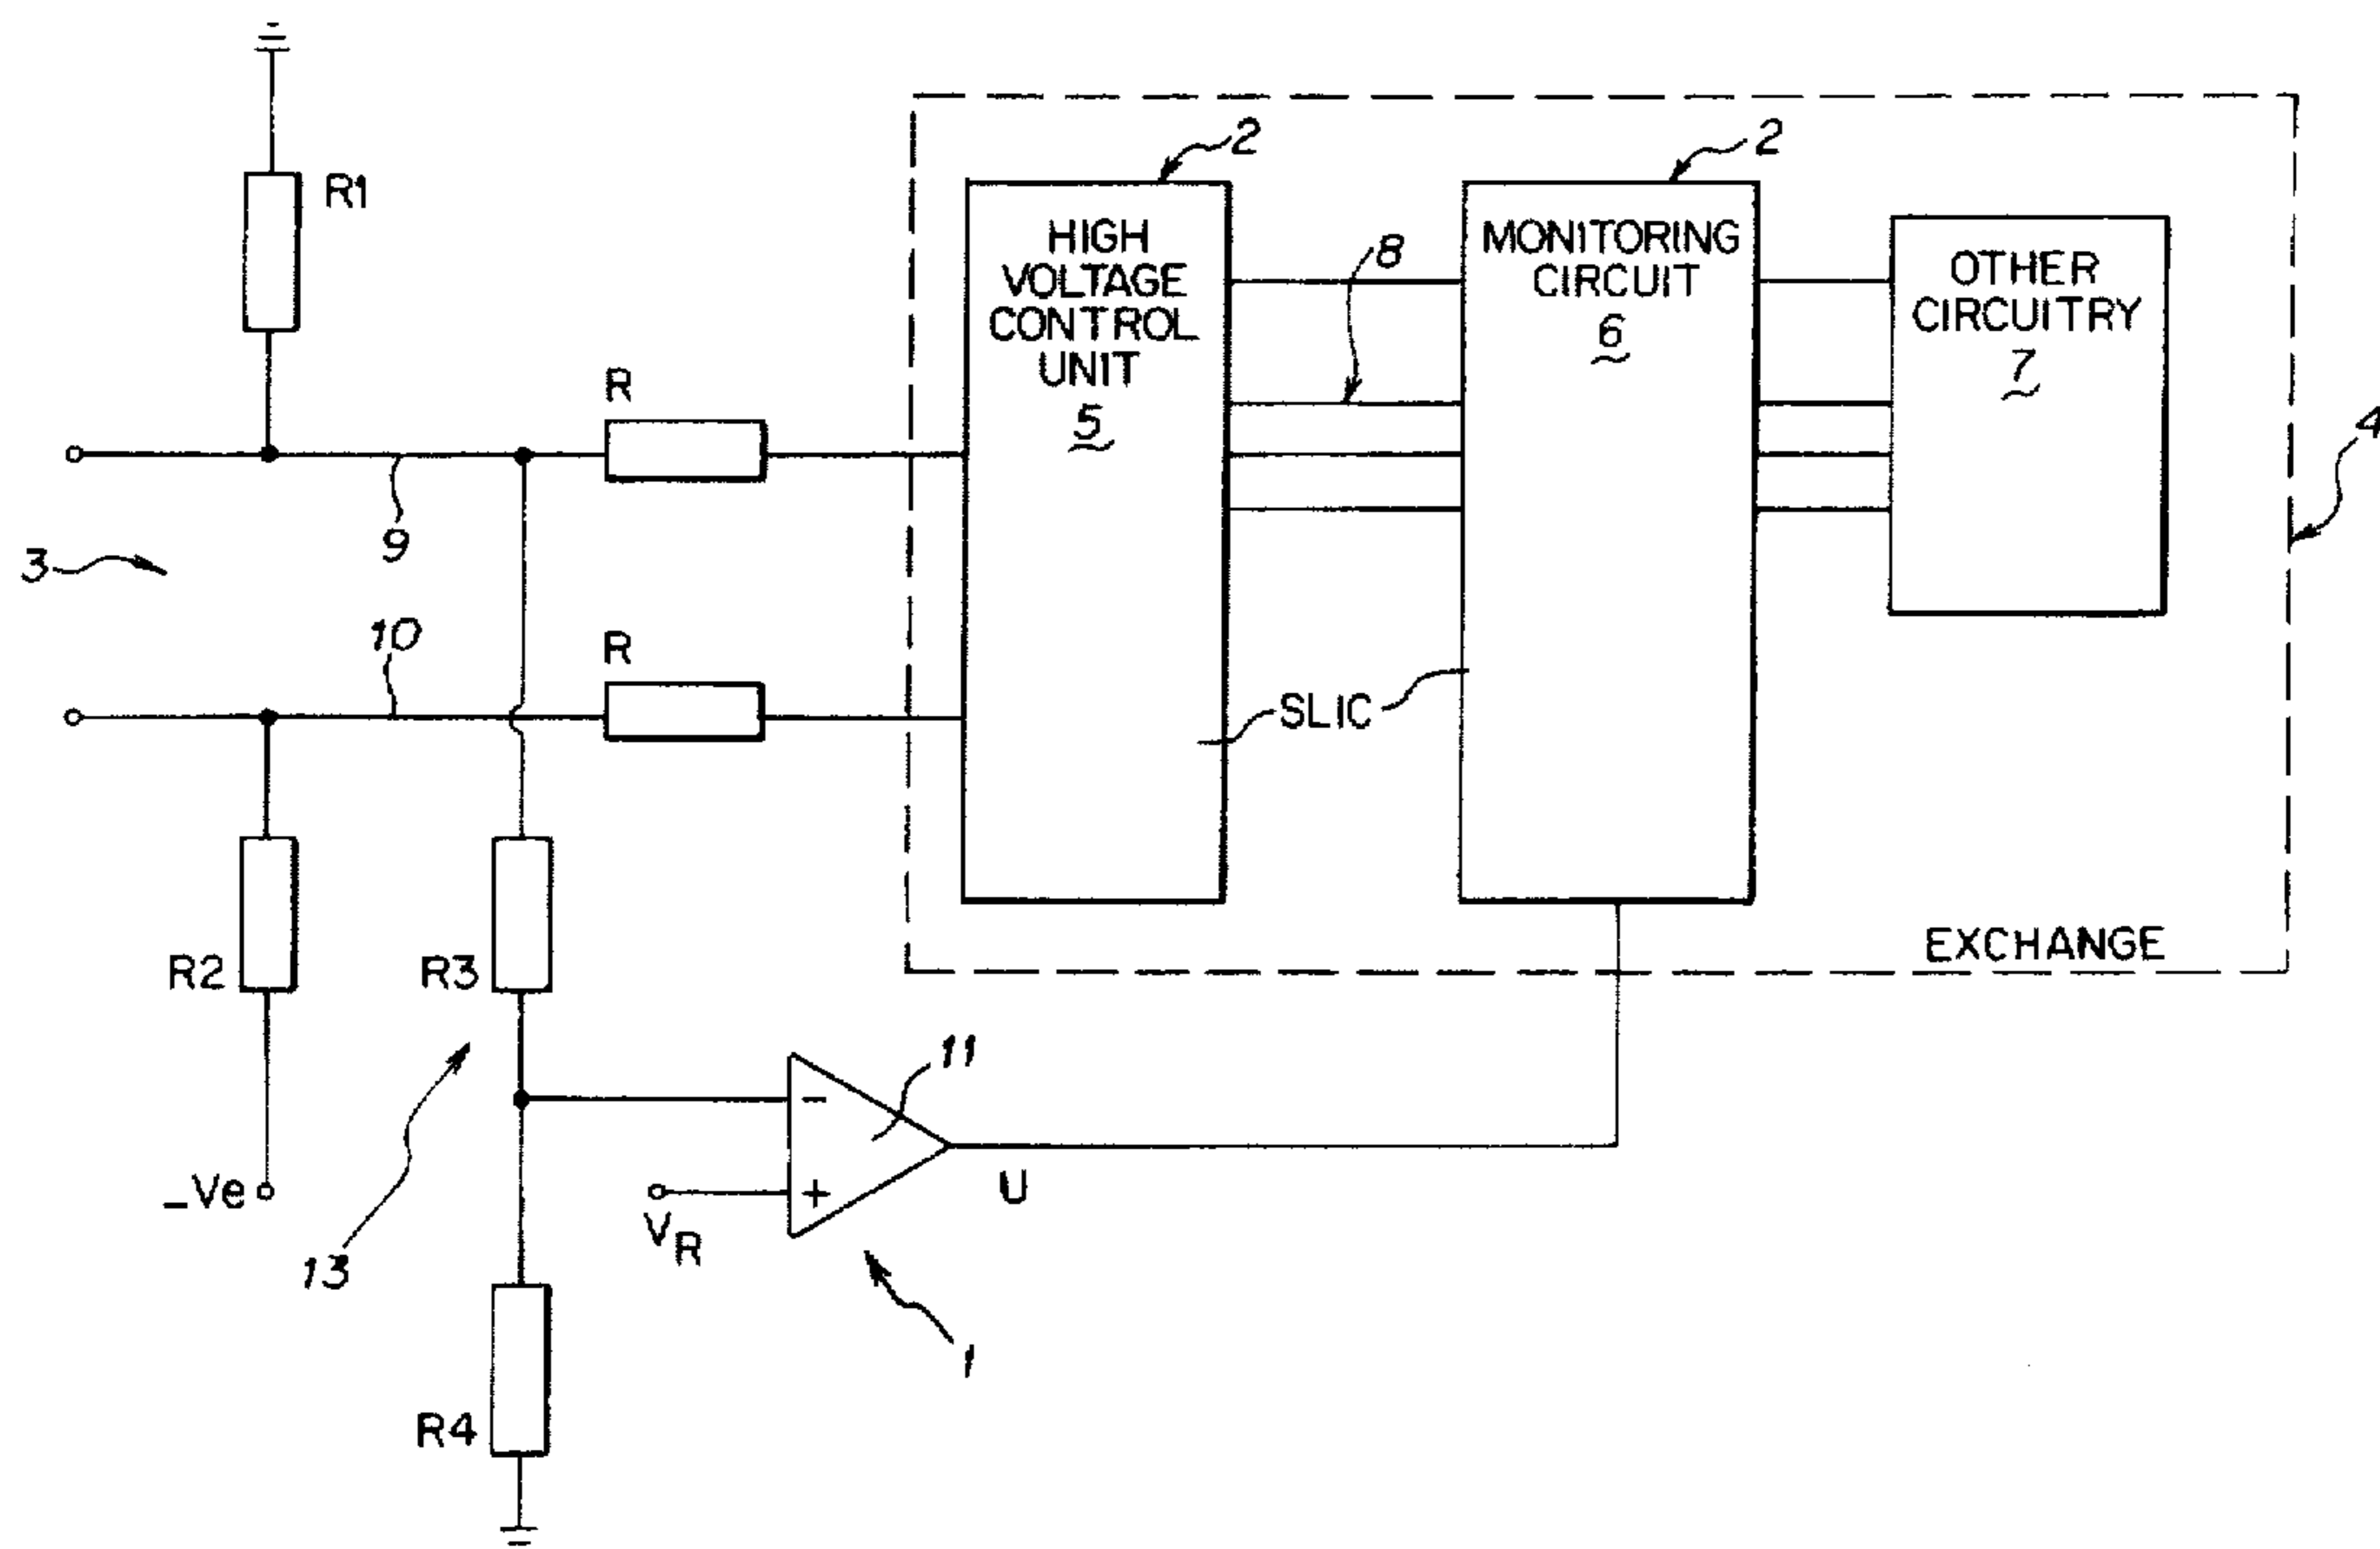 R1
2
2
HIGH
VOLTAGE
CONTROL
UNIT
5
8
MONITORING
CIRCUIT
6
OTHER
CIRCUITRY
7
4
R
9
3
10
R
SLIC
R2
R3
EXCHANGE
11
-
-Ve
+
VR
U
13
1
R4